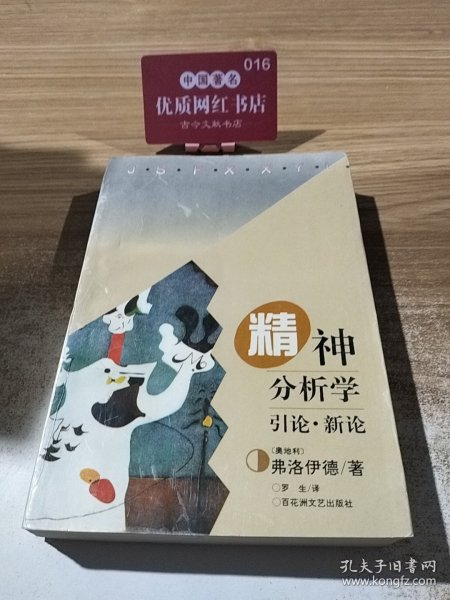 016
中国著名
优质网红书店
古今文献书店
J·S·F·X·X·Y·L
精神
分析学
引论·新论
〔奥地利〕
弗洛伊德/著
○罗 生/译
○百花洲文艺出版社
孔夫子旧书网
www.kongfz.com